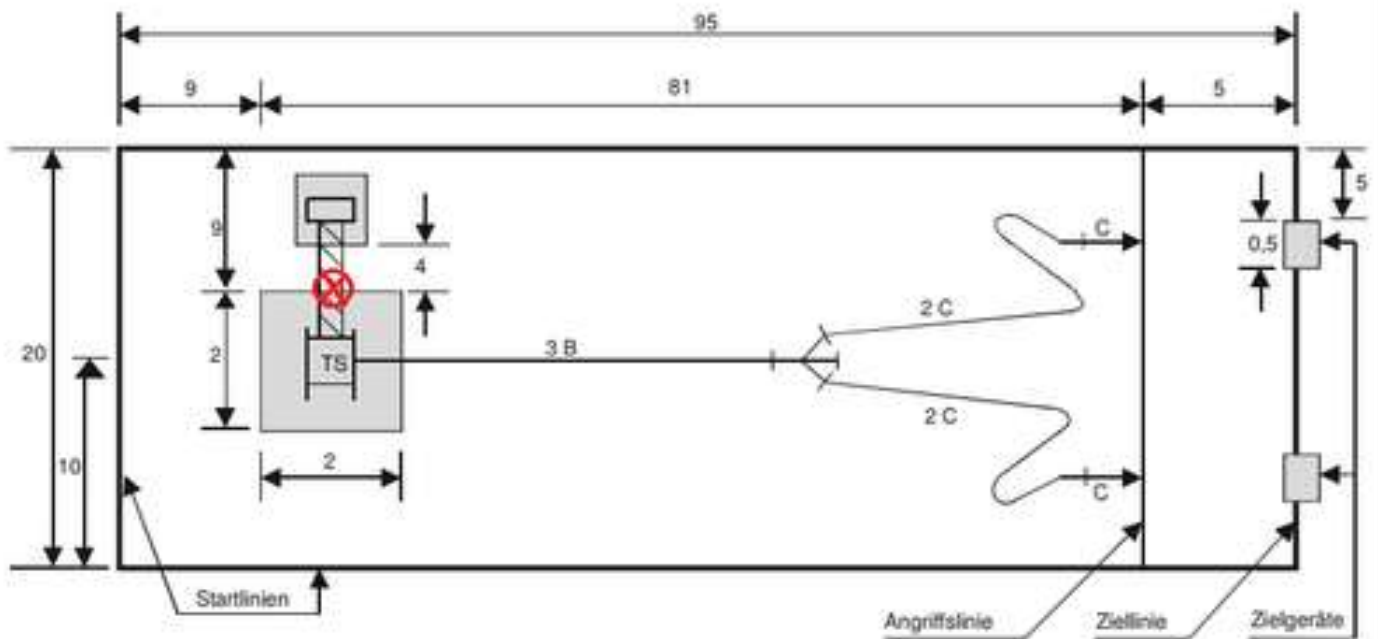 95
9
81
5
5
9
4
0,5
C
2 C
20
2
TS
3 B
10
2 C
2
C
Startlinien
Angriffslinie
Ziellinie
Zielgeräte